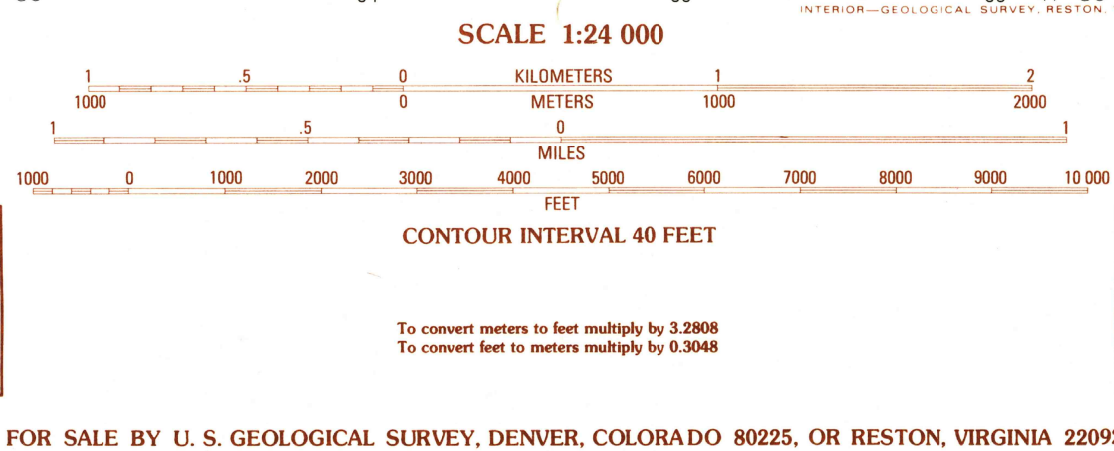 INTERIOR—GEOLOGICAL SURVEY, RESTON,
SCALE 1:24 000
1 .5 0 KILOMETERS 1 2
1000 0 METERS 1000 2000
1 .5 0 1
MILES
1000 0 1000 2000 3000 4000 5000 6000 7000 8000 9000 10 000
FEET
CONTOUR INTERVAL 40 FEET
To convert meters to feet multiply by 3.2808
To convert feet to meters multiply by 0.3048
FOR SALE BY U. S. GEOLOGICAL SURVEY, DENVER, COLORADO 80225, OR RESTON, VIRGINIA 22092